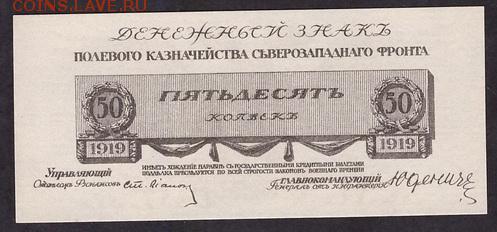 COINS.LAVE.RU
ДЕНЕЖНЫЙ ЗНАКЪ
ПОЛЕВОГО КАЗНАЧЕЙСТВА СѢВЕРОЗАПАДНАГО ФРОНТА
50 ПЯТЬДЕСЯТЪ 50
КОПѢЕКЪ
1919 1919
ИМѢЕТЪ ХОЖДЕНІЕ НАРАВНѢ СЪ ГОСУДАРСТВЕННЫМИ КРЕДИТНЫМИ БИЛЕТАМИ
ПОДДѢЛКА ПРЕСЛѢДУЕТСЯ ПО ВСЕЙ СТРОГОСТИ ЗАКОНОВЪ ВОЕННАГО ВРЕМЕНИ
Управляющій
ГЛАВНОКОМАНДУЮЩІЙ
Генералъ отъ инфантеріи Юденичъ